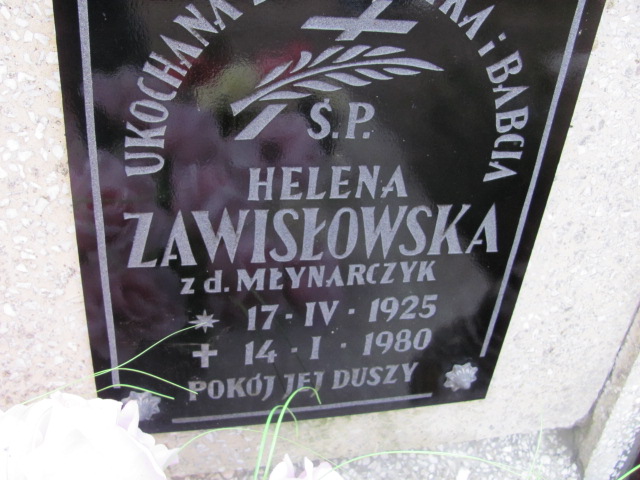 UKOCHANA i BABCIA
Ś.P.
HELENA
ZAWISŁOWSKA
z d. MŁYNARCZYK
* 17 - IV - 1925
+ 14 - I - 1980
POKÓJ JEJ DUSZY